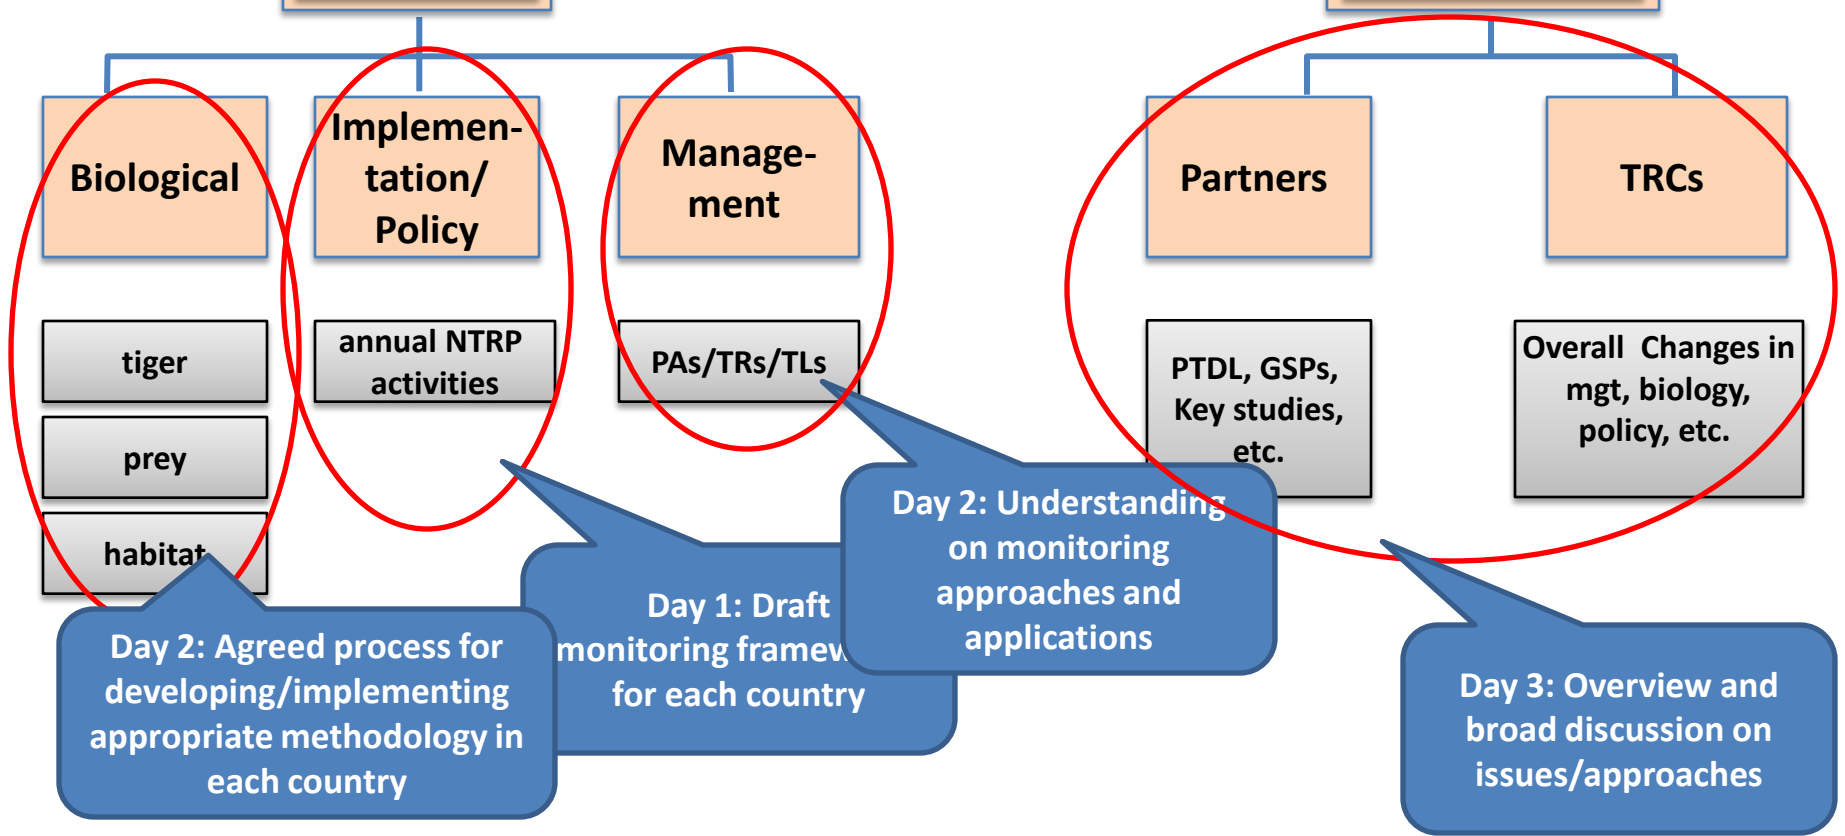 Biological
Implemen-
tation/
Policy
Manage-
ment
Partners
TRCs
tiger
prey
habitat
annual NTRP
activities
PAs/TRs/TLs
PTDL, GSPs,
Key studies,
etc.
Overall Changes in
mgt, biology,
policy, etc.
Day 2: Agreed process for
developing/implementing
appropriate methodology in
each country
Day 1: Draft
monitoring
for each country
Day 2: Understanding
on monitoring
approaches and
applications
Day 3: Overview and
broad discussion on
issues/approaches